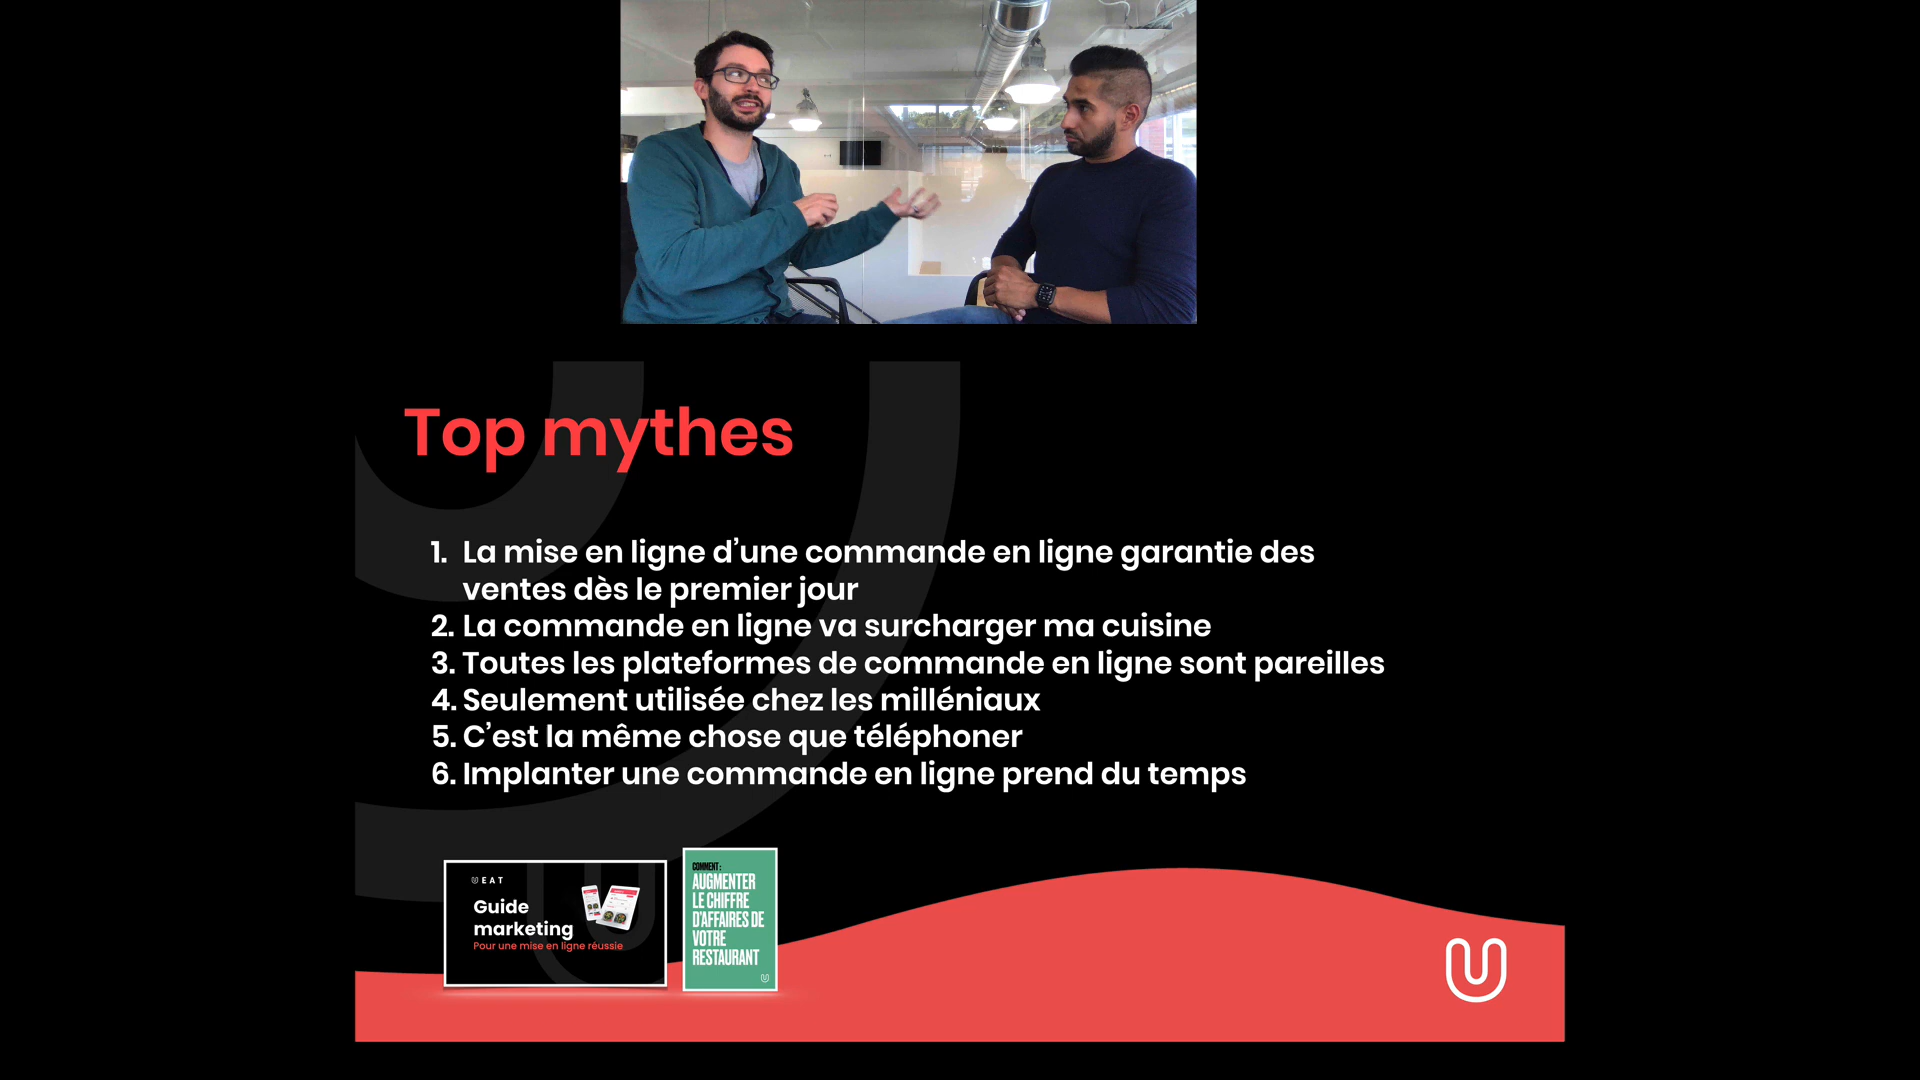 Top mythes
1. La mise en ligne d’une commande en ligne garantie des
ventes dès le premier jour
2. La commande en ligne va surcharger ma cuisine
3. Toutes les plateformes de commande en ligne sont pareilles
4. Seulement utilisée chez les milléniaux
5. C’est la même chose que téléphoner
6. Implanter une commande en ligne prend du temps
UEAT
Guide
marketing
Pour une mise en ligne réussie
COMMENT :
AUGMENTER
LE CHIFFRE
D’AFFAIRES DE
VOTRE
RESTAURANT
U